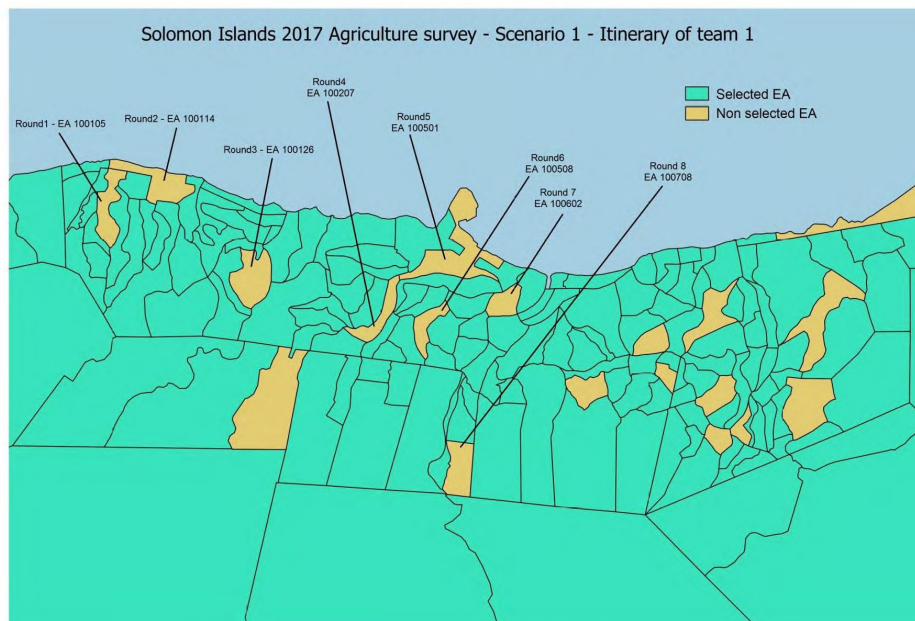 Solomon Islands 2017 Agriculture survey - Scenario 1 - Itinerary of team 1
Selected EA
Non selected EA
Round1 - EA 100105
Round2 - EA 100114
Round3 - EA 100126
Round4
EA 100207
Round5
EA 100501
Round6
EA 100508
Round 7
EA 100602
Round 8
EA 100708